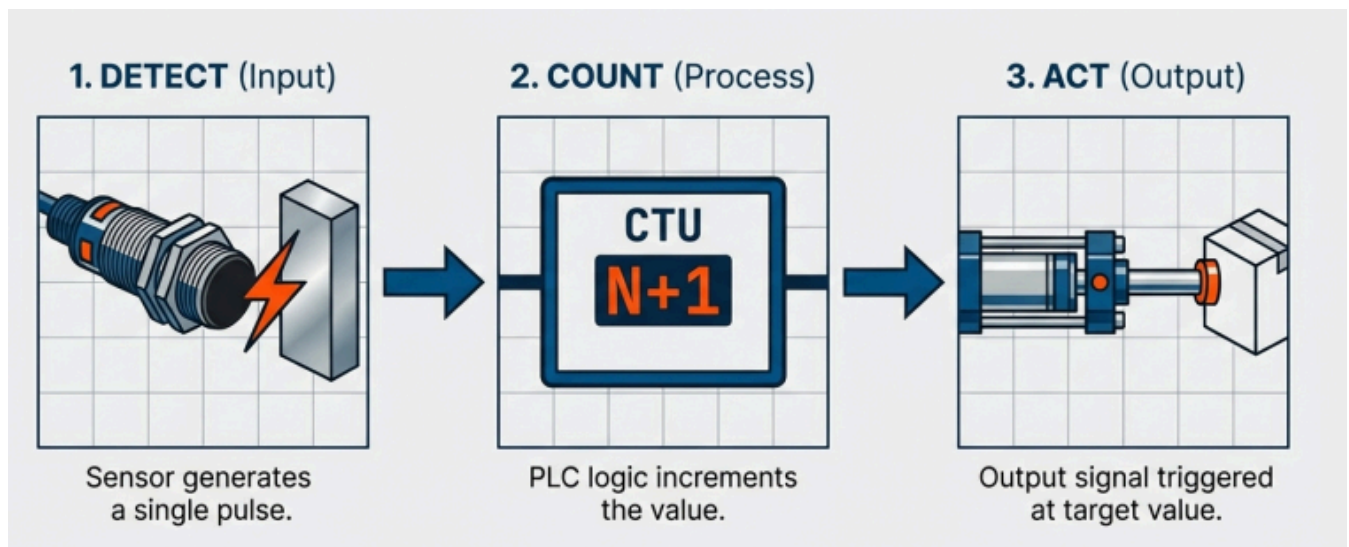 1. DETECT (Input)
2. COUNT (Process)
3. ACT (Output)
CTU
N+1
Sensor generates
a single pulse.
PLC logic increments
the value.
Output signal triggered
at target value.